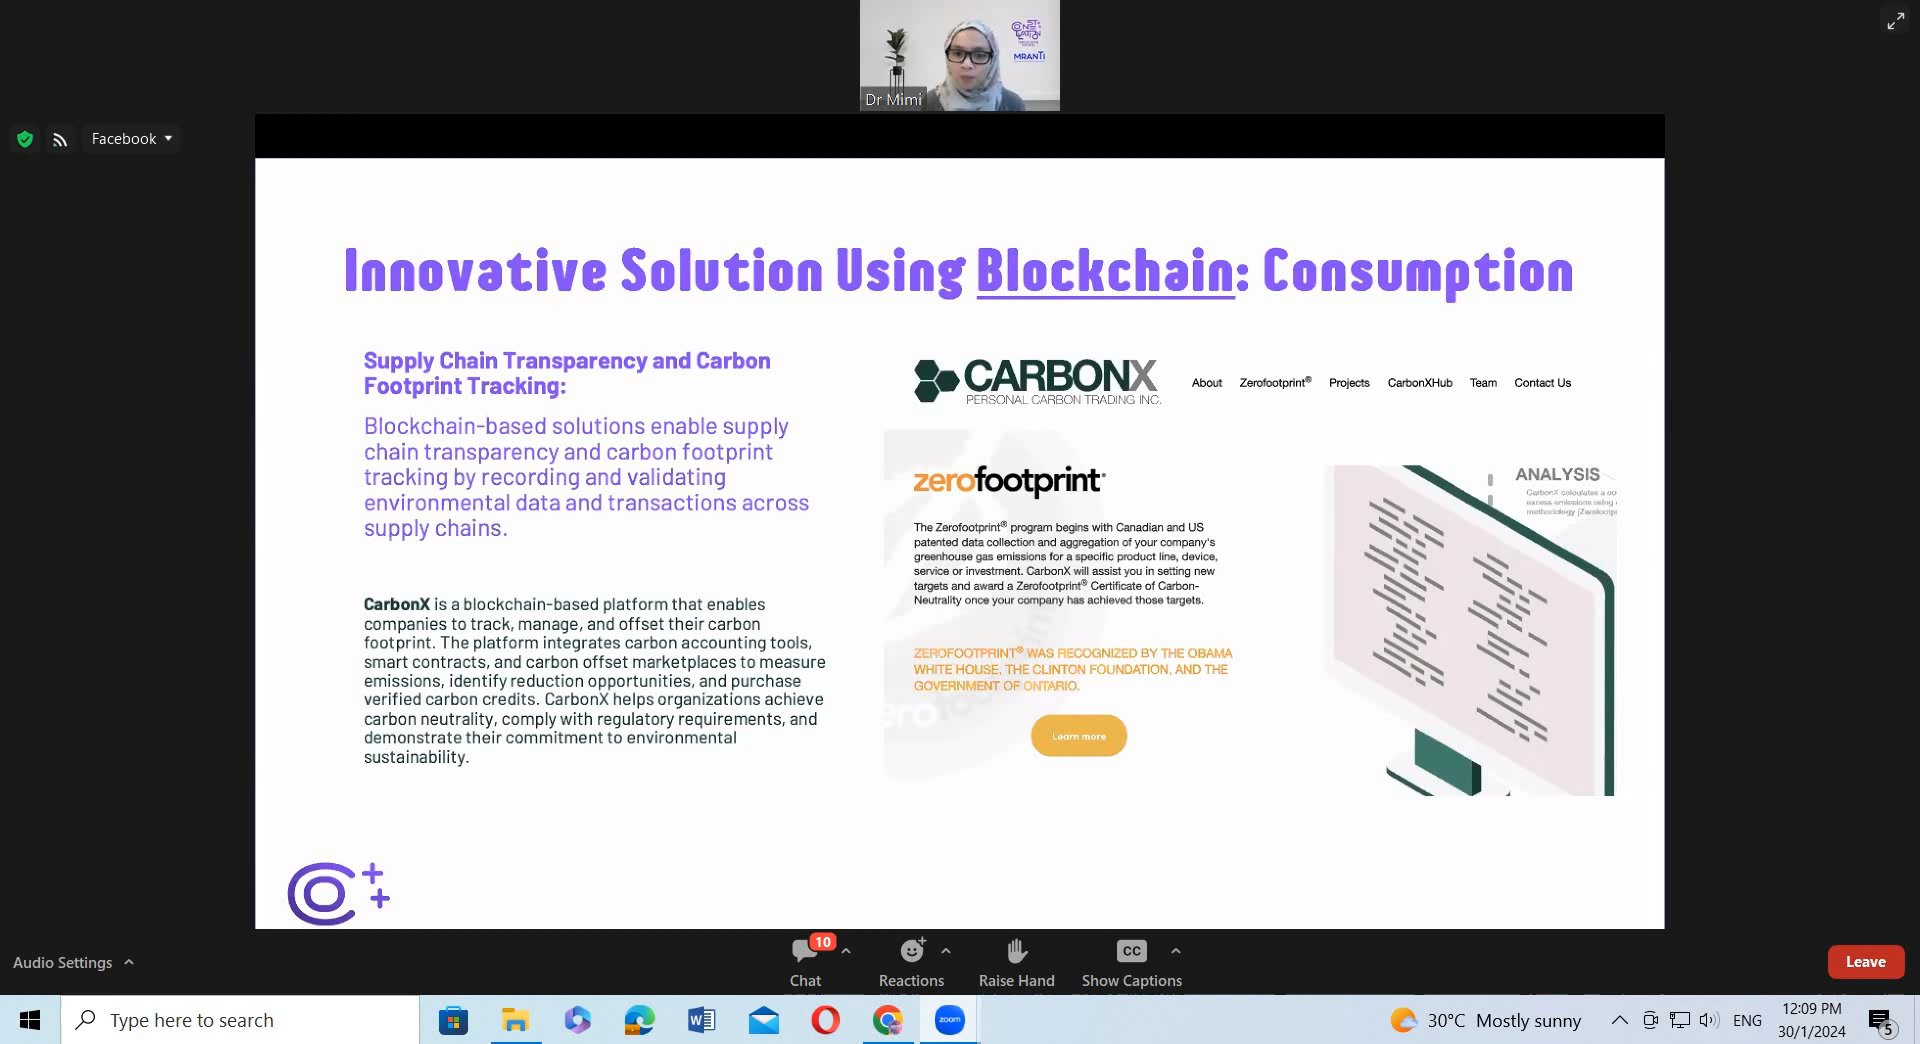 MRANTI
Dr Mimi
Facebook
Innovative Solution Using Blockchain: Consumption
Supply Chain Transparency and Carbon
Footprint Tracking:
Blockchain-based solutions enable supply
chain transparency and carbon footprint
tracking by recording and validating
environmental data and transactions across
supply chains.
CarbonX is a blockchain-based platform that enables
companies to track, manage, and offset their carbon
footprint. The platform integrates carbon accounting tools,
smart contracts, and carbon offset marketplaces to measure
emissions, identify reduction opportunities, and purchase
verified carbon credits. CarbonX helps organizations achieve
carbon neutrality, comply with regulatory requirements, and
demonstrate their commitment to environmental
sustainability.
CARBONX
PERSONAL CARBON TRADING INC.
About Zerofootprint® Projects CarbonXHub Team Contact Us
zerofootprint
The Zerofootprint® program begins with Canadian and US
patented data collection and aggregation of your company's
greenhouse gas emissions for a specific product line, device,
service or investment. CarbonX will assist you in setting new
targets and award a Zerofootprint® Certificate of Carbon-
Neutrality once your company has achieved those targets.
ZEROFOOTPRINT® WAS RECOGNIZED BY THE OBAMA
WHITE HOUSE, THE CLINTON FOUNDATION, AND THE
GOVERNMENT OF ONTARIO.
Learn more
ANALYSIS
CarbonX calculates a
excess emissions using
methodology
Audio Settings
10
Chat
Reactions
Raise Hand
CC
Show Captions
Leave
Type here to search
zoom
30°C Mostly sunny
ENG
12:09 PM
30/1/2024
5